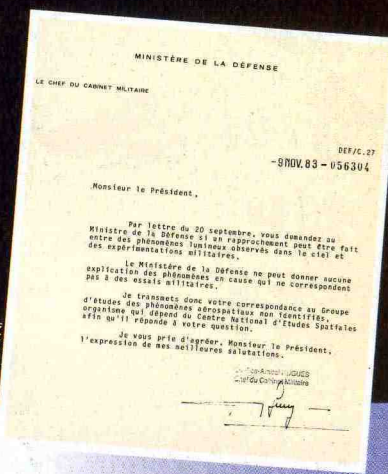 MINISTÈRE DE LA DÉFENSE
LE CHEF DU CABINET MILITAIRE
DEF/C.27
-9 NOV. 83 - 056304
Monsieur le Président,
Par lettre du 20 septembre, vous demandez au
Ministre de la Défense si un rapprochement peut être fait
entre des phénomènes lumineux observés dans le ciel et
des expérimentations militaires.
Le Ministère de la Défense ne peut donner aucune
explication des phénomènes en cause qui ne correspondent
pas à des essais militaires.
Je transmets donc votre correspondance au Groupe
d'études des phénomènes aérospatiaux non identifiés,
organisme qui dépend du Centre National d'Etudes Spatiales
afin qu'il réponde à votre question.
Je vous prie d'agréer, Monsieur le Président,
l'expression de mes meilleures salutations.
HUGUES
Chef du Cabinet Militaire